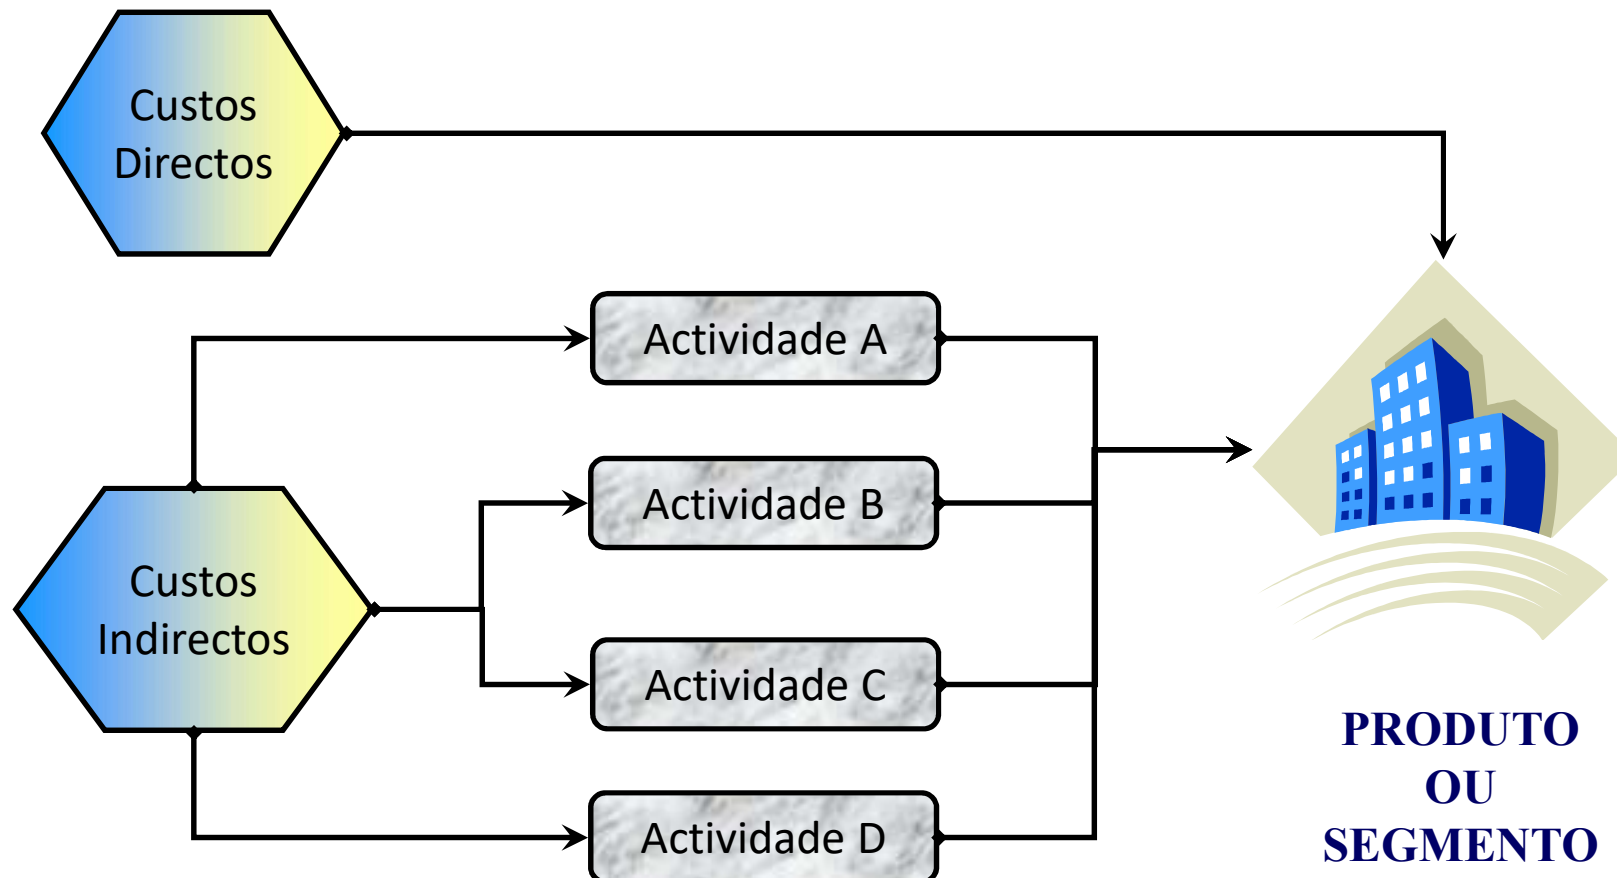 Custos
Directos
Actividade A
Actividade B
Custos
Indirectos
Actividade C
Actividade D
PRODUTO
OU
SEGMENTO